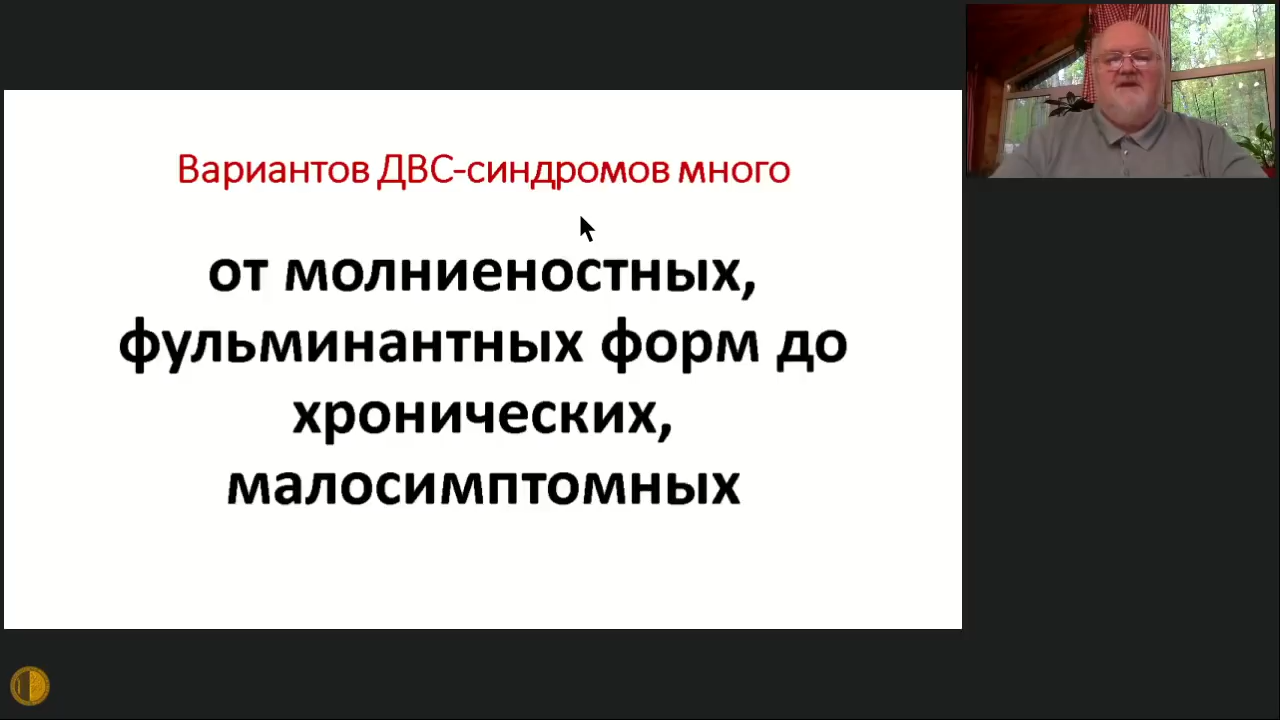 Вариантов ДВС-синдромов много
от молниеностных,
фульминантных форм до
хронических,
малосимптомных